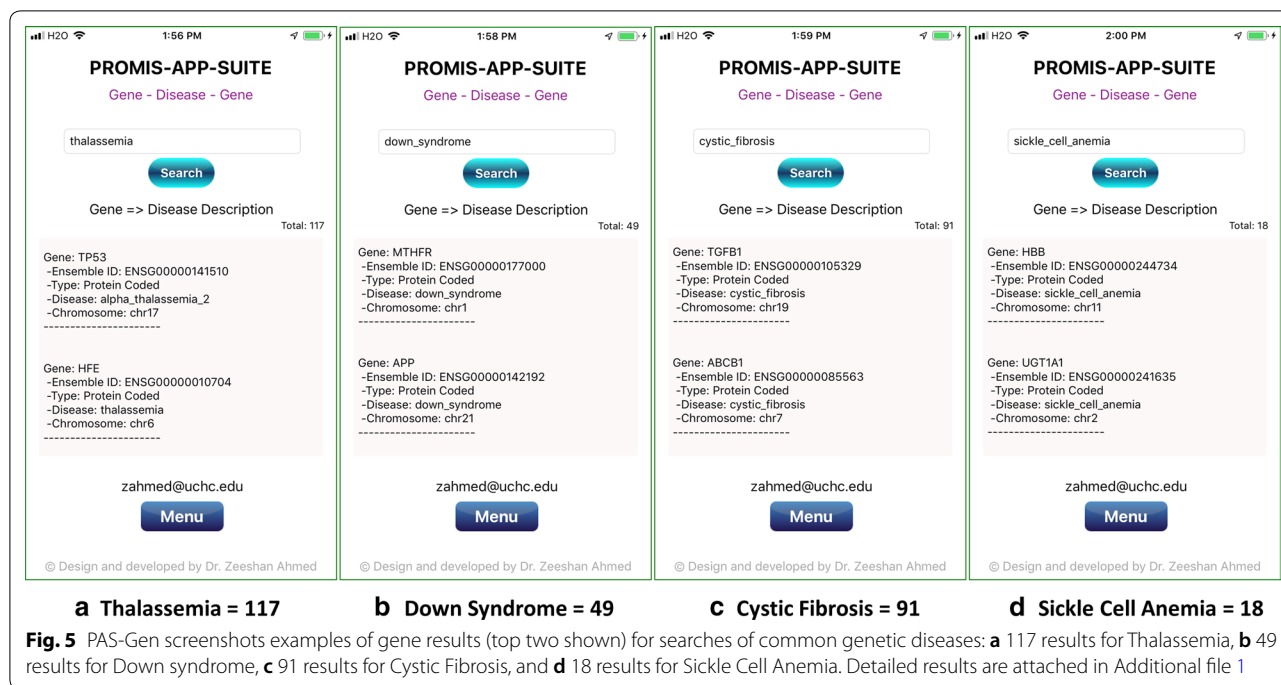 H2O 1:56 PM
PROMIS-APP-SUITE
Gene - Disease - Gene
thalassemia
Search
Gene => Disease Description
Total: 117
Gene: TP53
-Ensemble ID: ENSG00000141510
-Type: Protein Coded
-Disease: alpha_thalassemia_2
-Chromosome: chr17
----------------------
Gene: HFE
-Ensemble ID: ENSG00000010704
-Type: Protein Coded
-Disease: thalassemia
-Chromosome: chr6
----------------------
zahmed@uchc.edu
Menu
© Design and developed by Dr. Zeeshan Ahmed
a Thalassemia = 117
H2O 1:58 PM
PROMIS-APP-SUITE
Gene - Disease - Gene
down_syndrome
Search
Gene => Disease Description
Total: 49
Gene: MTHFR
-Ensemble ID: ENSG00000177000
-Type: Protein Coded
-Disease: down_syndrome
-Chromosome: chr1
----------------------
Gene: APP
-Ensemble ID: ENSG00000142192
-Type: Protein Coded
-Disease: down_syndrome
-Chromosome: chr21
----------------------
zahmed@uchc.edu
Menu
© Design and developed by Dr. Zeeshan Ahmed
b Down Syndrome = 49
H2O 1:59 PM
PROMIS-APP-SUITE
Gene - Disease - Gene
cystic_fibrosis
Search
Gene => Disease Description
Total: 91
Gene: TGFB1
-Ensemble ID: ENSG00000105329
-Type: Protein Coded
-Disease: cystic_fibrosis
-Chromosome: chr19
----------------------
Gene: ABCB1
-Ensemble ID: ENSG00000085563
-Type: Protein Coded
-Disease: cystic_fibrosis
-Chromosome: chr7
----------------------
zahmed@uchc.edu
Menu
© Design and developed by Dr. Zeeshan Ahmed
c Cystic Fibrosis = 91
H2O 2:00 PM
PROMIS-APP-SUITE
Gene - Disease - Gene
sickle_cell_anemia
Search
Gene => Disease Description
Total: 18
Gene: HBB
-Ensemble ID: ENSG00000244734
-Type: Protein Coded
-Disease: sickle_cell_anemia
-Chromosome: chr11
----------------------
Gene: UGT1A1
-Ensemble ID: ENSG00000241635
-Type: Protein Coded
-Disease: sickle_cell_anemia
-Chromosome: chr2
----------------------
zahmed@uchc.edu
Menu
© Design and developed by Dr. Zeeshan Ahmed
d Sickle Cell Anemia = 18
Fig. 5 PAS-Gen screenshots examples of gene results (top two shown) for searches of common genetic diseases: a 117 results for Thalassemia, b 49
results for Down syndrome, c 91 results for Cystic Fibrosis, and d 18 results for Sickle Cell Anemia. Detailed results are attached in Additional file 1